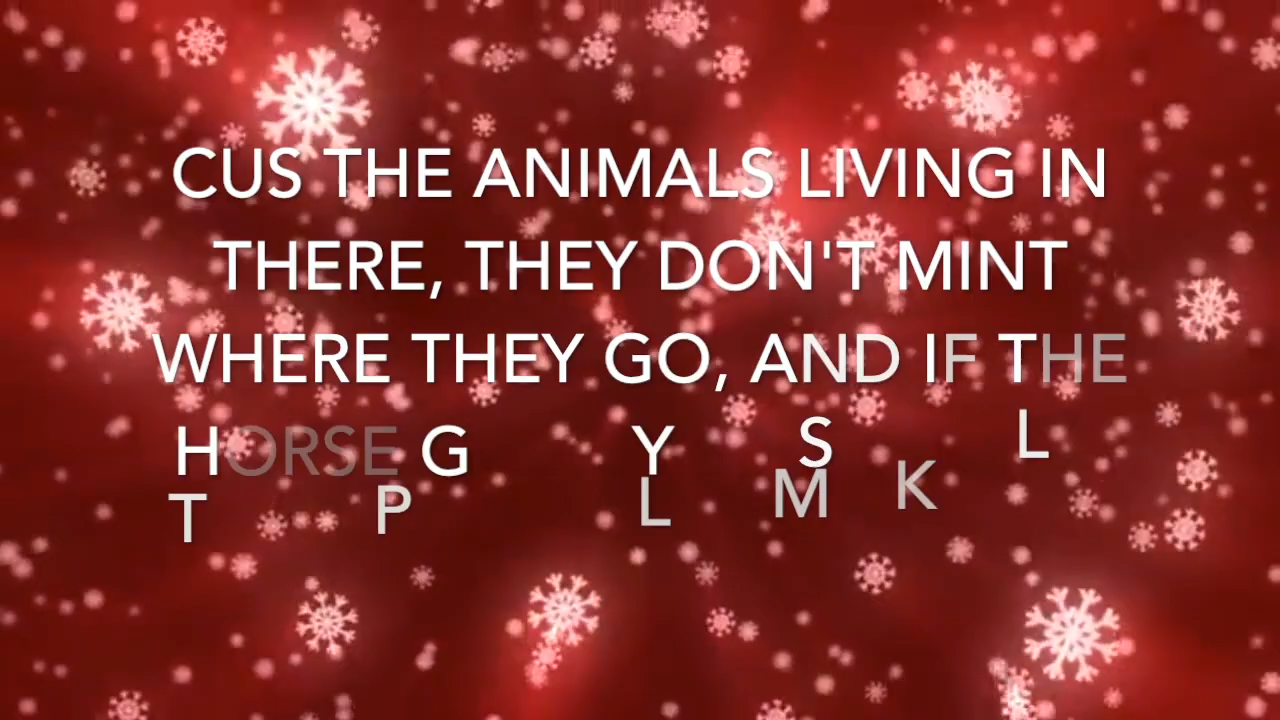 CUS THE ANIMALS LIVING IN
THERE, THEY DON'T MINT
WHERE THEY GO, AND IF THE
HORSE G Y S L
T P L M K